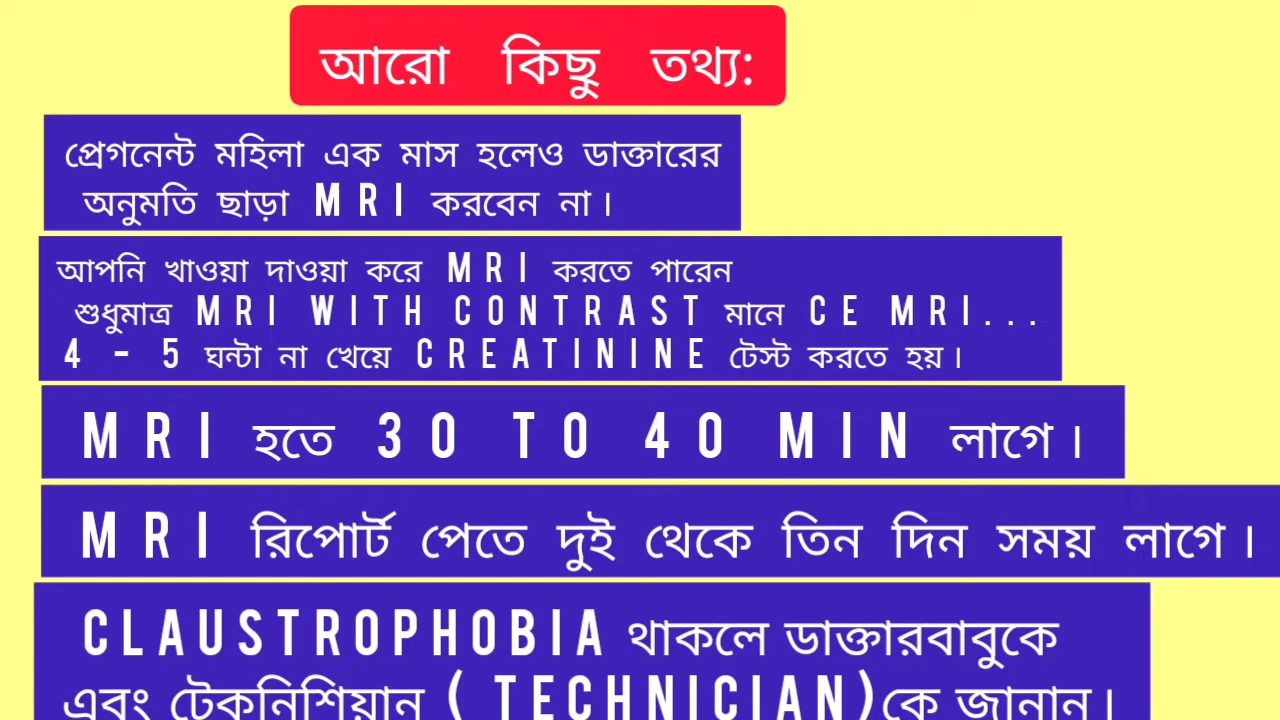 আরো কিছু তথ্য:
প্রেগনেন্ট মহিলা এক মাস হলেও ডাক্তারের
অনুমতি ছাড়া MRI করবেন না।
আপনি খাওয়া দাওয়া করে MRI করতে পারেন
শুধুমাত্র MRI WITH CONTRAST মানে CE MRI...
4 - 5 ঘন্টা না খেয়ে CREATININE টেস্ট করতে হয়।
MRI হতে 30 TO 40 MIN লাগে।
MRI রিপোর্ট পেতে দুই থেকে তিন দিন সময় লাগে।
CLAUSTROPHOBIA থাকলে ডাক্তারবাবুকে
এবং টেকনিশিয়ান ( TECHNICIAN)কে জানান।